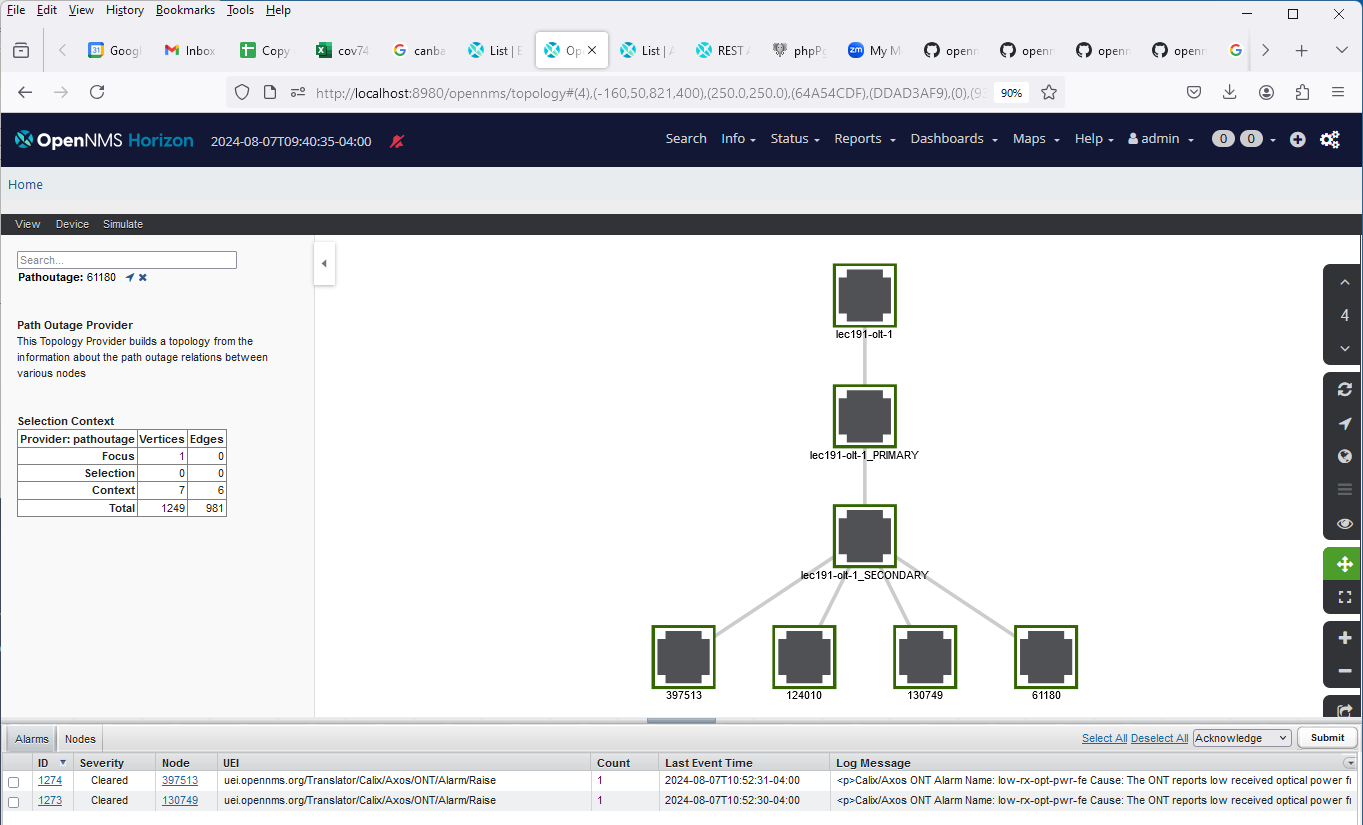 File Edit View History Bookmarks Tools Help
Googl Inbox Copy cov74 canba List | E Op List | A REST A phpPg My M openn openn openn openn
http://localhost:8980/opennms/topology#(4),(-160,50,821,400),(250.0,250.0),(64A54CDF),(DDAD3AF9),(0),(93 90%
OpenNMS Horizon 2024-08-07T09:40:35-04:00 Search Info Status Reports Dashboards Maps Help admin 0 0
Home
View Device Simulate
Search...
Pathoutage: 61180
Path Outage Provider
This Topology Provider builds a topology from the
information about the path outage relations between
various nodes
Selection Context
Provider: pathoutage Vertices Edges
Focus 1 0
Selection 0 0
Context 7 6
Total 1249 981
lec191-olt-1
lec191-olt-1_PRIMARY
lec191-olt-1_SECONDARY
397513 124010 130749 61180
4
Alarms Nodes Select All Deselect All Acknowledge Submit
ID Severity Node UEI Count Last Event Time Log Message
1274 Cleared 397513 uei.opennms.org/Translator/Calix/Axos/ONT/Alarm/Raise 1 2024-08-07T10:52:31-04:00 <p>Calix/Axos ONT Alarm Name: low-rx-opt-pwr-fe Cause: The ONT reports low received optical power fr
1273 Cleared 130749 uei.opennms.org/Translator/Calix/Axos/ONT/Alarm/Raise 1 2024-08-07T10:52:30-04:00 <p>Calix/Axos ONT Alarm Name: low-rx-opt-pwr-fe Cause: The ONT reports low received optical power fr